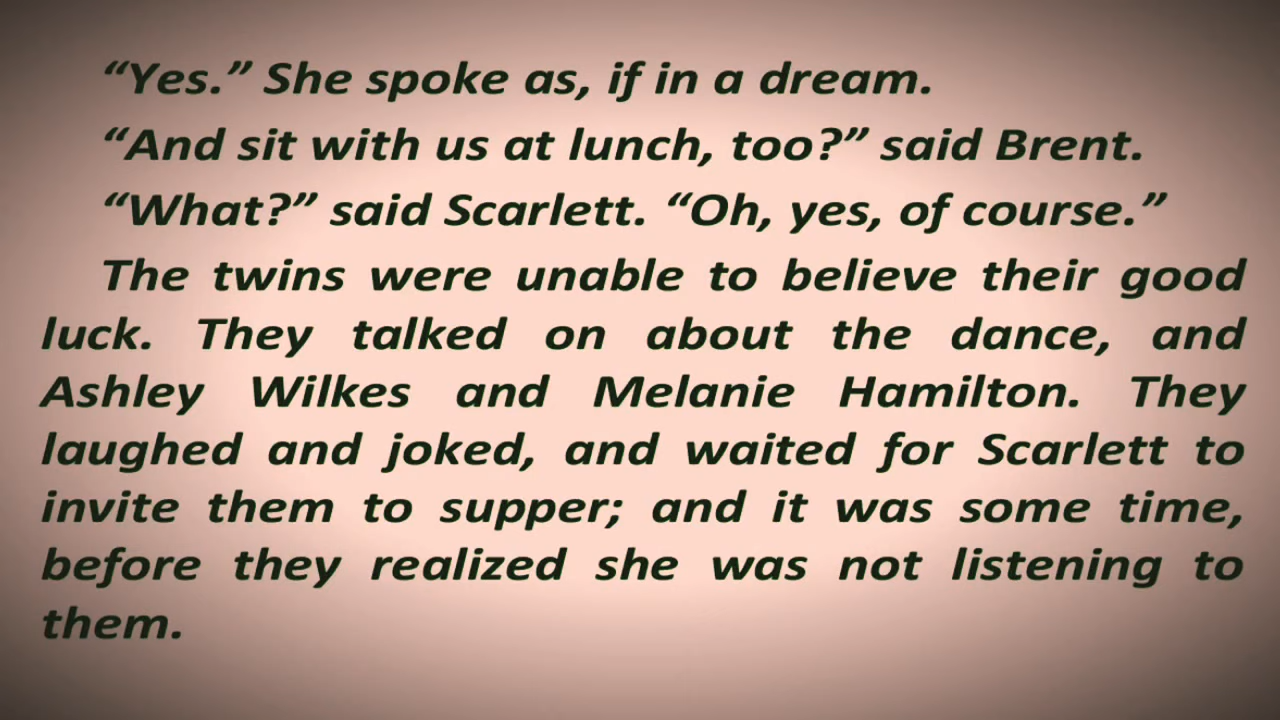 “Yes.” She spoke as, if in a dream.
“And sit with us at lunch, too?” said Brent.
“What?” said Scarlett. “Oh, yes, of course.”
The twins were unable to believe their good
luck. They talked on about the dance, and
Ashley Wilkes and Melanie Hamilton. They
laughed and joked, and waited for Scarlett to
invite them to supper; and it was some time,
before they realized she was not listening to
them.